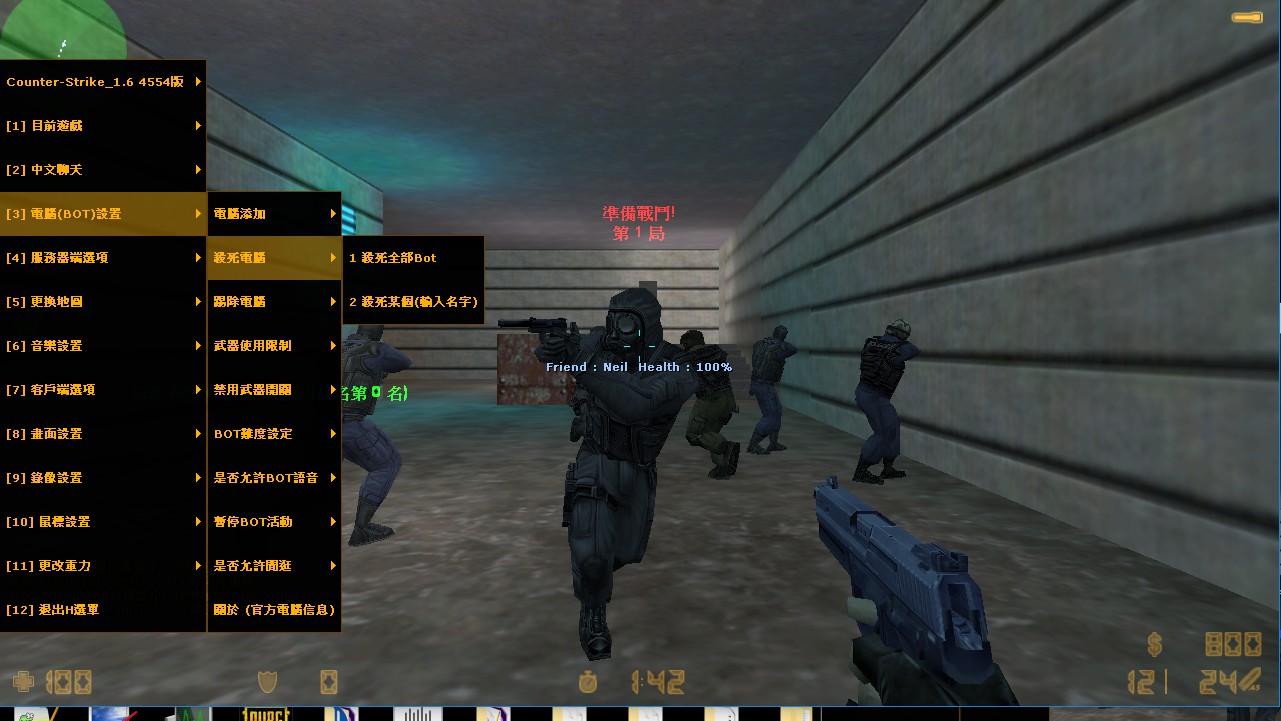 Counter-Strike_1.6 4554版
[1] 目前遊戲
[2] 中文聊天
[3] 電腦(BOT)設置
[4] 服務器端選項
[5] 更換地圖
[6] 音樂設置
[7] 客戶端選項
[8] 畫面設置
[9] 錄像設置
[10] 鼠標設置
[11] 更改重力
[12] 退出H選單
電腦添加
殺死電腦
踢除電腦
武器使用限制
禁用武器開關
BOT難度設定
是否允許BOT語音
暫停BOT活動
是否允許閒逛
關於 (官方電腦信息)
1 殺死全部Bot
2 殺死某個(輸入名字)
準備戰鬥!
第 1 局
Friend : Neil Health : 100%
名第 0 名)
100
0
1:42
$ 800
12 | 24